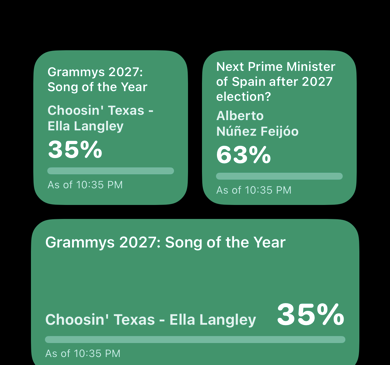 Grammys 2027:
Song of the Year
Choosin' Texas -
Ella Langley
35%
As of 10:35 PM
Next Prime Minister
of Spain after 2027
election?
Alberto
Núñez Feijóo
63%
As of 10:35 PM
Grammys 2027: Song of the Year
Choosin' Texas - Ella Langley 35%
As of 10:35 PM